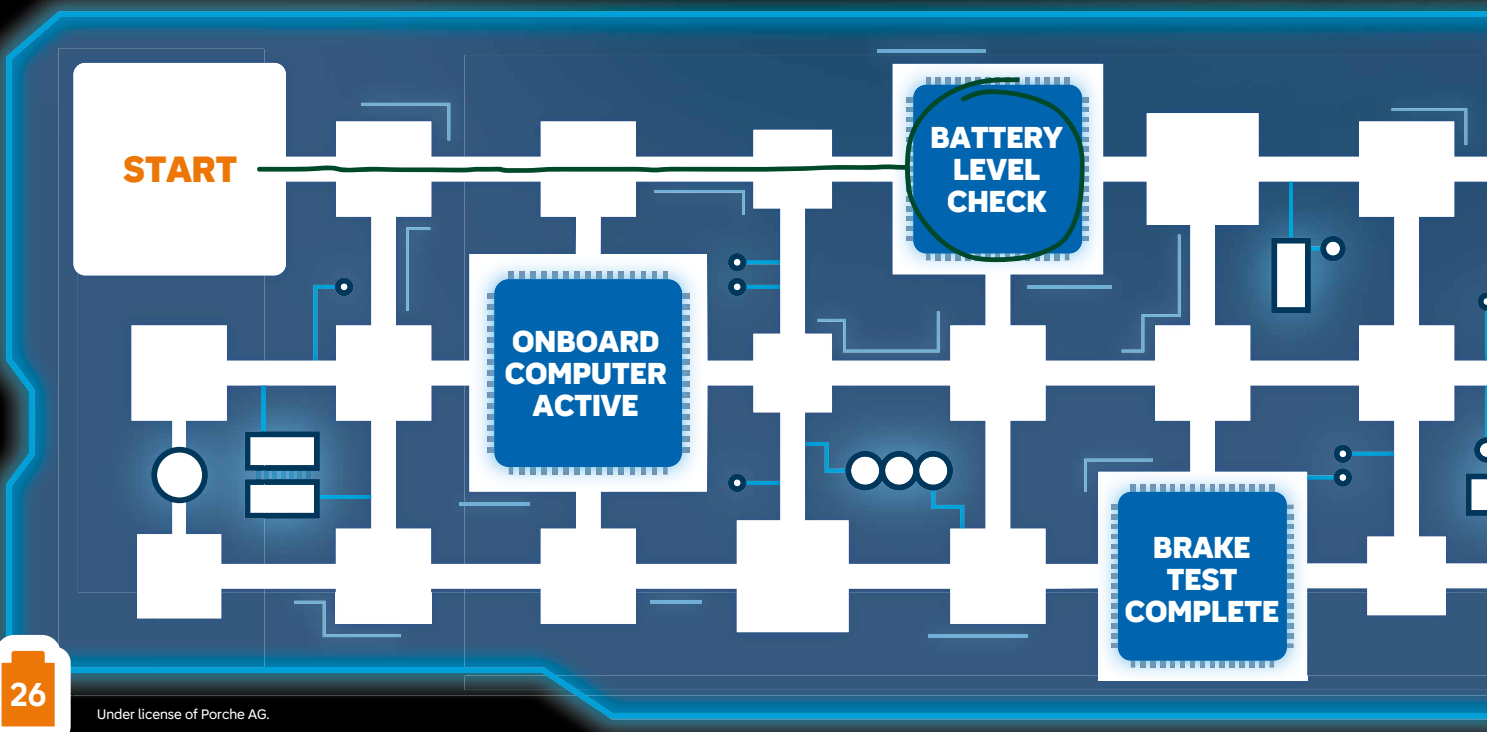 START
BATTERY
LEVEL
CHECK
ONBOARD
COMPUTER
ACTIVE
BRAKE
TEST
COMPLETE
26
Under license of Porche AG.